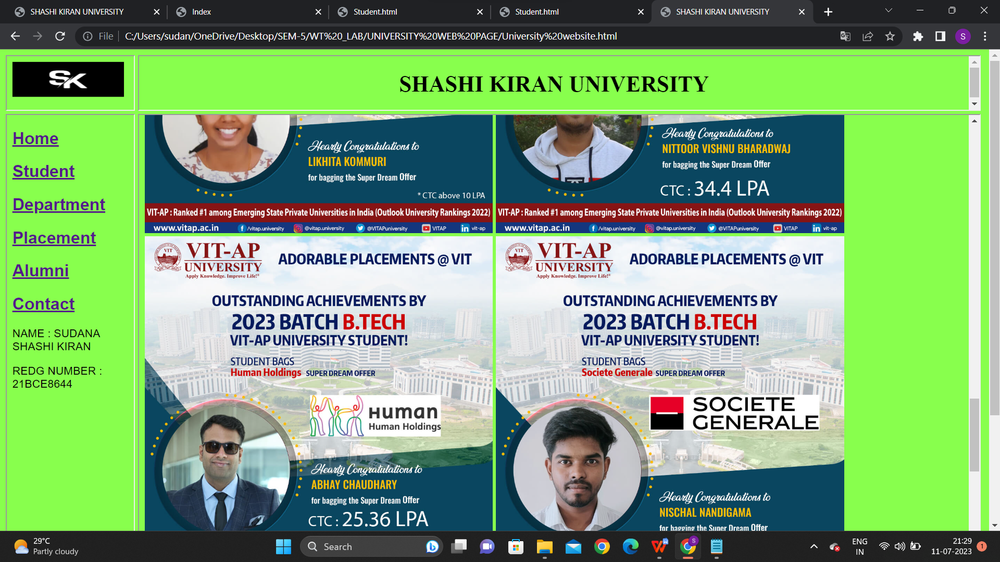 SHASHI KIRAN UNIVERSITY
Index
Student.html
Student.html
SHASHI KIRAN UNIVERSITY
File
C:/Users/sudan/OneDrive/Desktop/SEM-5/WT%20_LAB/UNIVERSITY%20WEB%20PAGE/University%20website.html
S
SK
SHASHI KIRAN UNIVERSITY
Home
Student
Department
Placement
Alumni
Contact
NAME : SUDANA
SHASHI KIRAN
REDG NUMBER :
21BCE8644
Hearty Congratulations to
LIKHITA KOMMURI
for bagging the Super Dream Offer
* CTC above 10 LPA
VIT-AP : Ranked #1 among Emerging State Private Universities in India (Outlook University Rankings 2022)
www.vitap.ac.in /vitap.university @vitap.university @VITAPuniversity VITAP vit-ap
Hearty Congratulations to
NITTOOR VISHNU BHARADWAJ
for bagging the Super Dream Offer
CTC : 34.4 LPA
VIT-AP : Ranked #1 among Emerging State Private Universities in India (Outlook University Rankings 2022)
www.vitap.ac.in /vitap.university @vitap.university @VITAPuniversity VITAP vit-ap
VIT
VIT-AP
UNIVERSITY
Apply Knowledge. Improve Life!®
ADORABLE PLACEMENTS @ VIT
OUTSTANDING ACHIEVEMENTS BY
2023 BATCH B.TECH
VIT-AP UNIVERSITY STUDENT!
STUDENT BAGS
Human Holdings SUPER DREAM OFFER
Human
Human Holdings
Hearty Congratulations to
ABHAY CHAUDHARY
for bagging the Super Dream Offer
CTC : 25.36 LPA
VIT
VIT-AP
UNIVERSITY
Apply Knowledge. Improve Life!®
ADORABLE PLACEMENTS @ VIT
OUTSTANDING ACHIEVEMENTS BY
2023 BATCH B.TECH
VIT-AP UNIVERSITY STUDENT!
STUDENT BAGS
Societe Generale SUPER DREAM OFFER
SOCIETE
GENERALE
Hearty Congratulations to
NISCHAL NANDIGAMA
for bagging the Super Dream Offer
29°C
Partly cloudy
Search
S
ENG
IN
21:29
11-07-2023
1